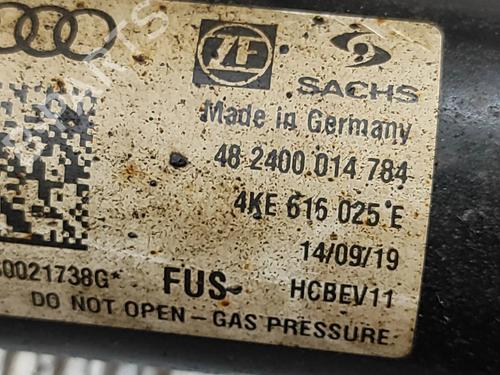 ZF
SACHS
Made in Germany
48 2400 014 784
4KE 616 025 E
14/09/19
0021738G*
FUS-
HCBEV11
DO NOT OPEN - GAS PRESSURE